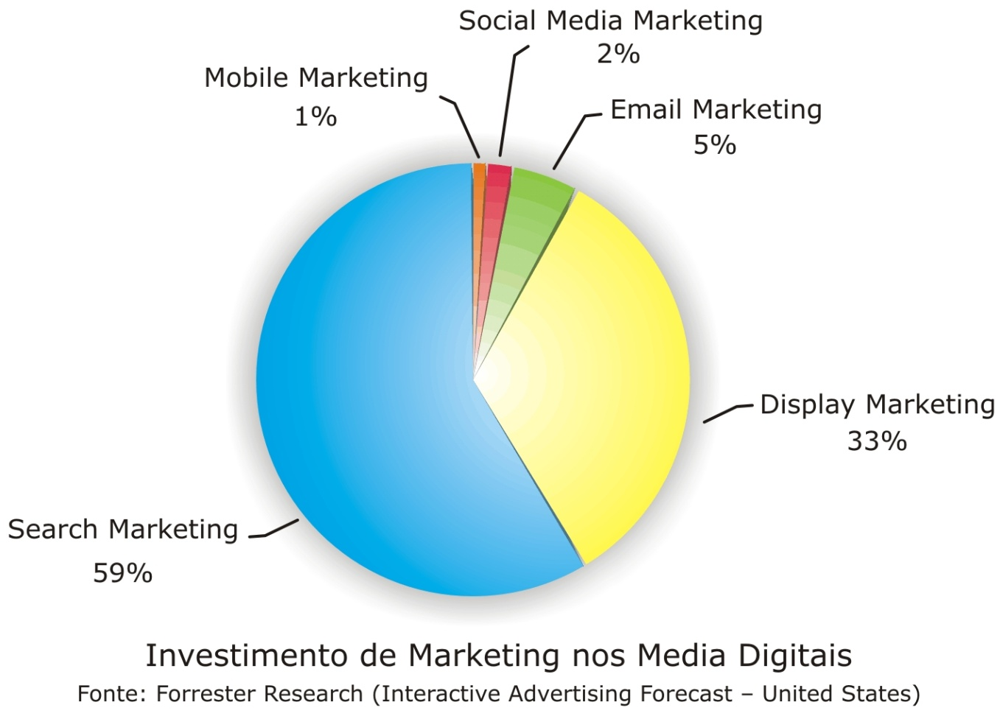 Social Media Marketing
2%
Mobile Marketing
1%
Email Marketing
5%
Display Marketing
33%
Search Marketing
59%
Investimento de Marketing nos Media Digitais
Fonte: Forrester Research (Interactive Advertising Forecast – United States)